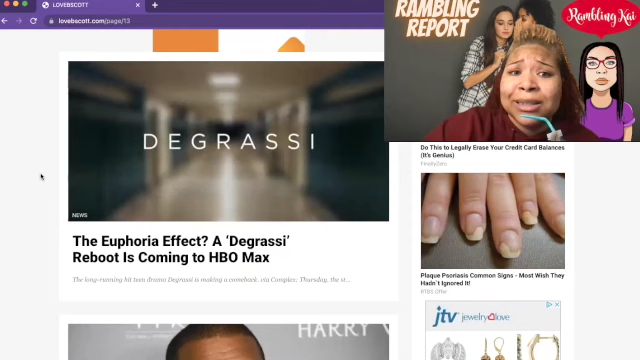 LOVEBSCOTT
lovebscott.com/page/13
RAMBLING
REPORT
Rambling Kai
DEGRASSI
NEWS
The Euphoria Effect? A ‘Degrassi’
Reboot Is Coming to HBO Max
The long-running hit teen drama Degrassi is making a comeback. via Complex: Thursday, the st...
HARRY
Do This to Legally Erase Your Credit Card Balances
(It's Genius)
FinallyZero
Plaque Psoriasis Common Signs - Most Wish They
Hadn`t Ignored It!
RTBS Offer
jtv jewelry love